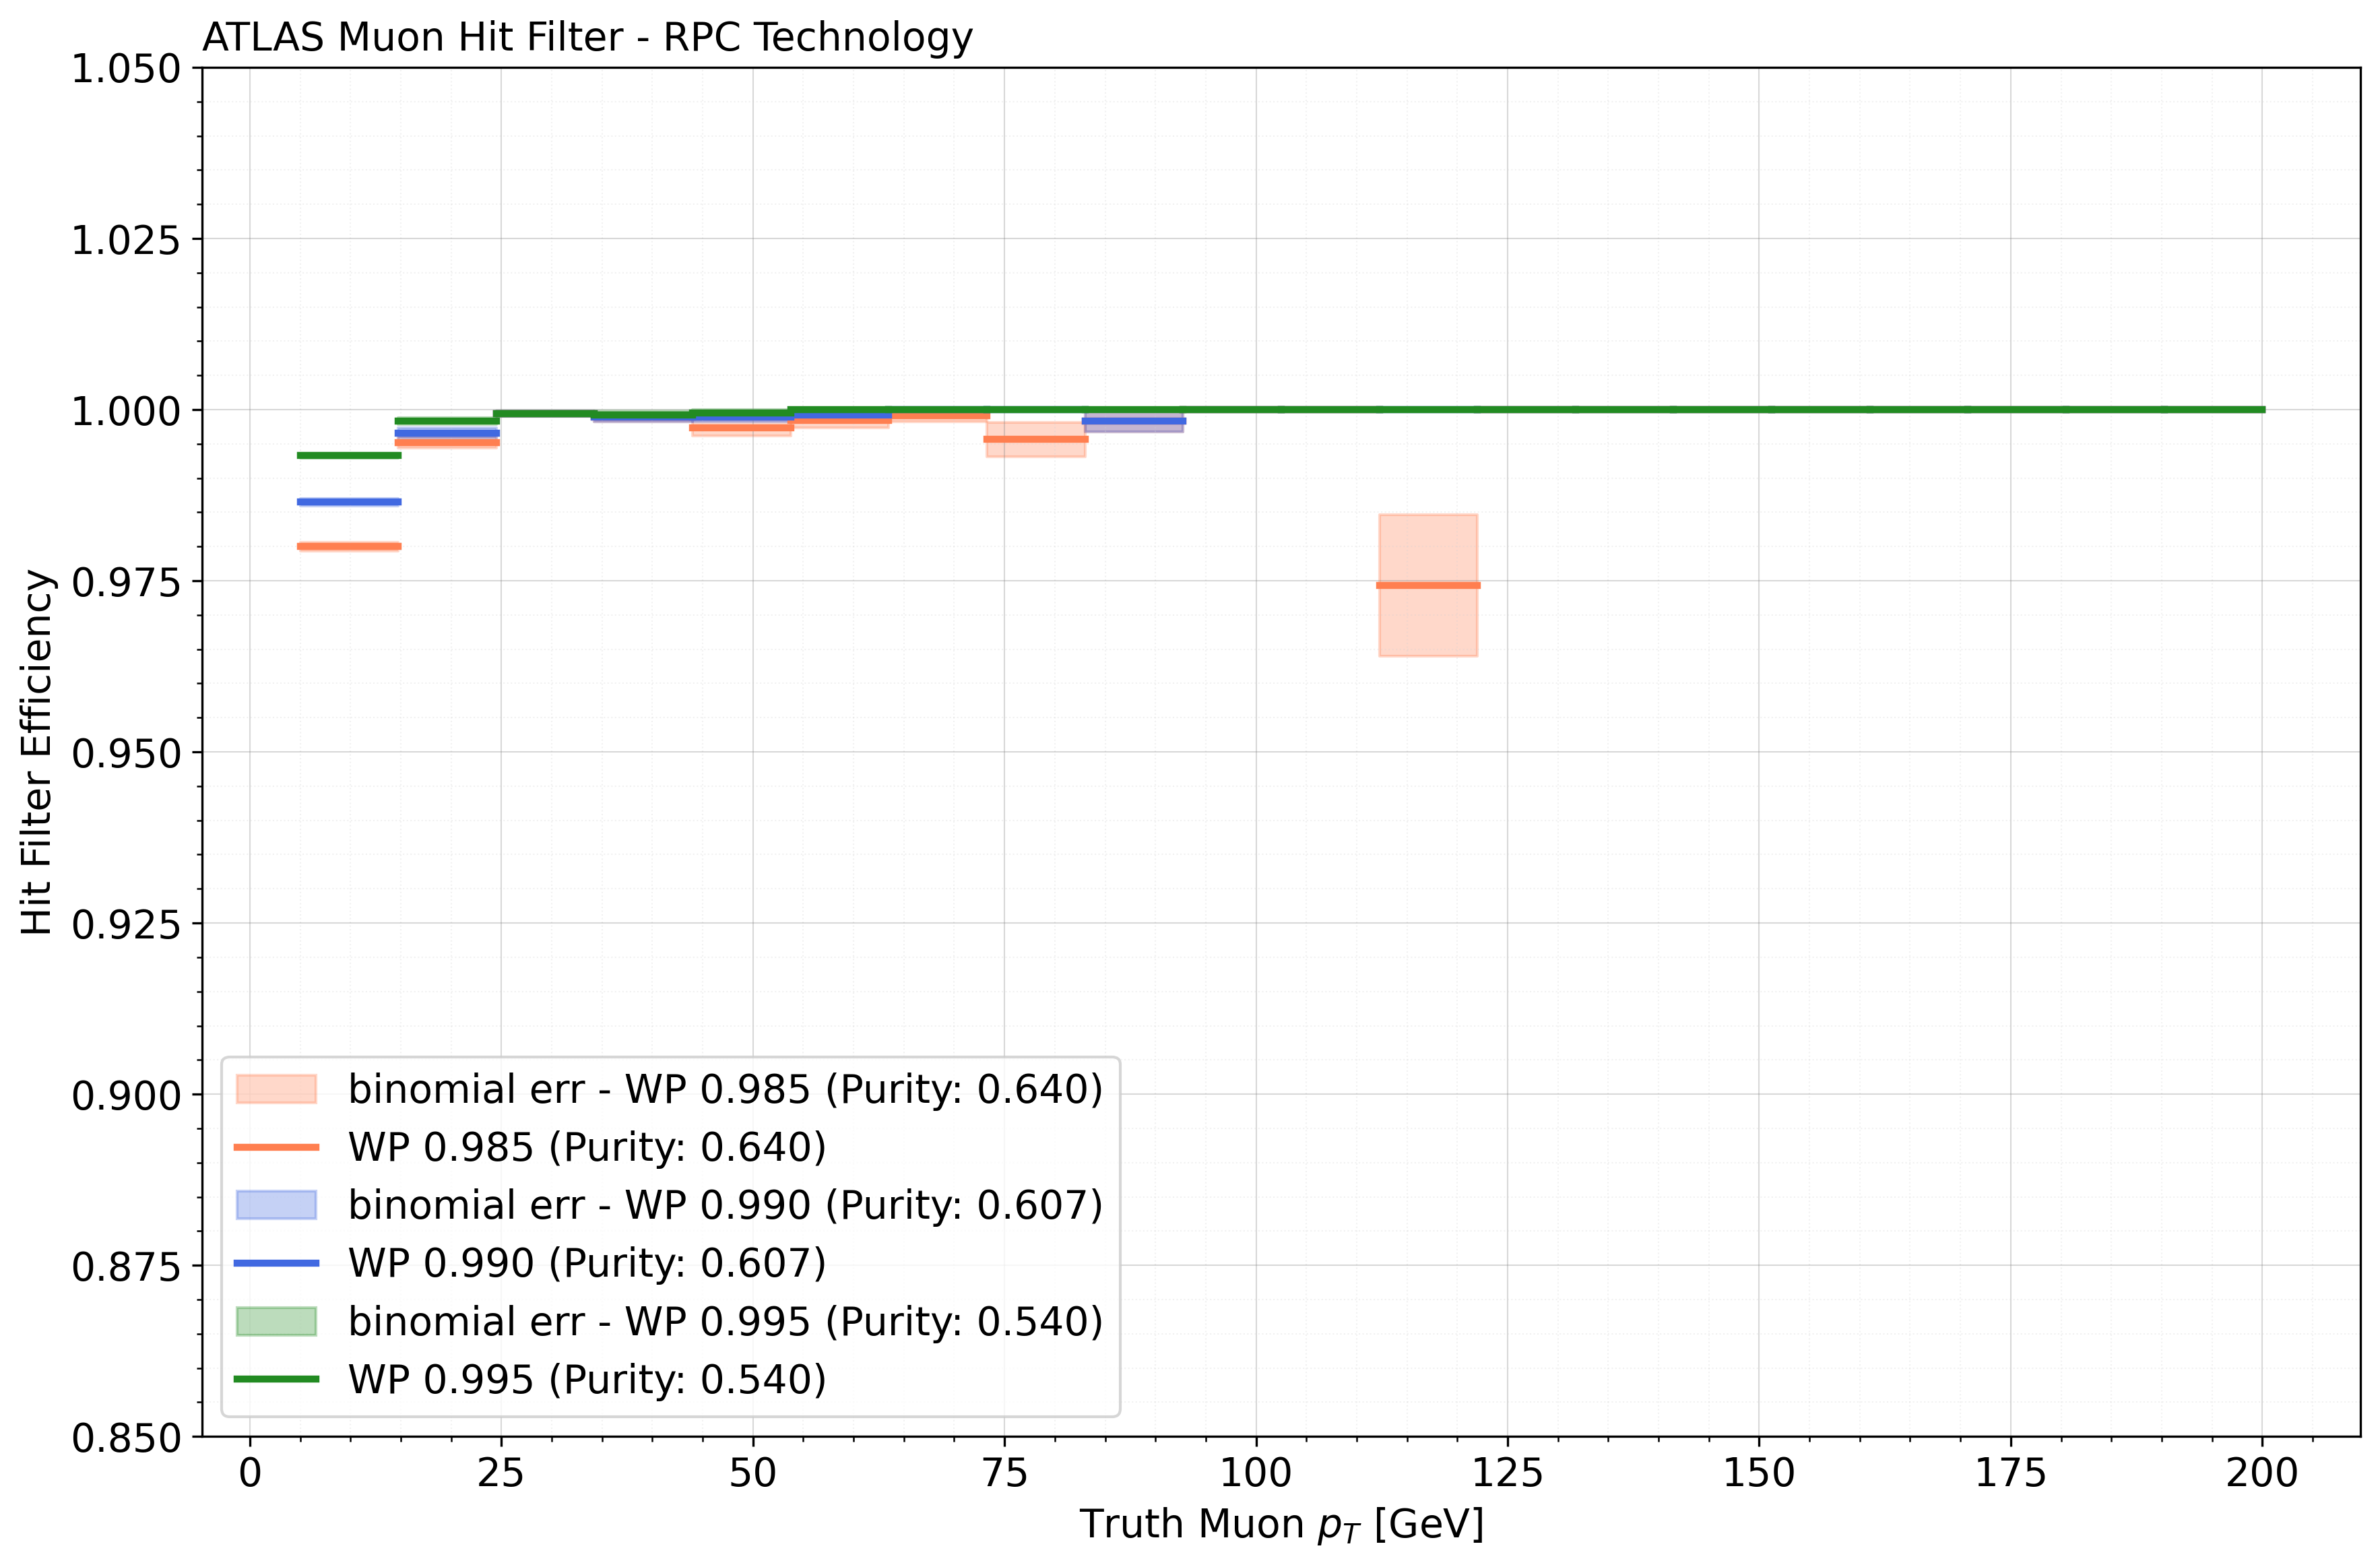 ATLAS Muon Hit Filter - RPC Technology
1.050
1.025
1.000
0.975
0.950
0.925
0.900
0.875
0.850
Hit Filter Efficiency
binomial err - WP 0.985 (Purity: 0.640)
WP 0.985 (Purity: 0.640)
binomial err - WP 0.990 (Purity: 0.607)
WP 0.990 (Purity: 0.607)
binomial err - WP 0.995 (Purity: 0.540)
WP 0.995 (Purity: 0.540)
0 25 50 75 100 125 150 175 200
Truth Muon p_T [GeV]